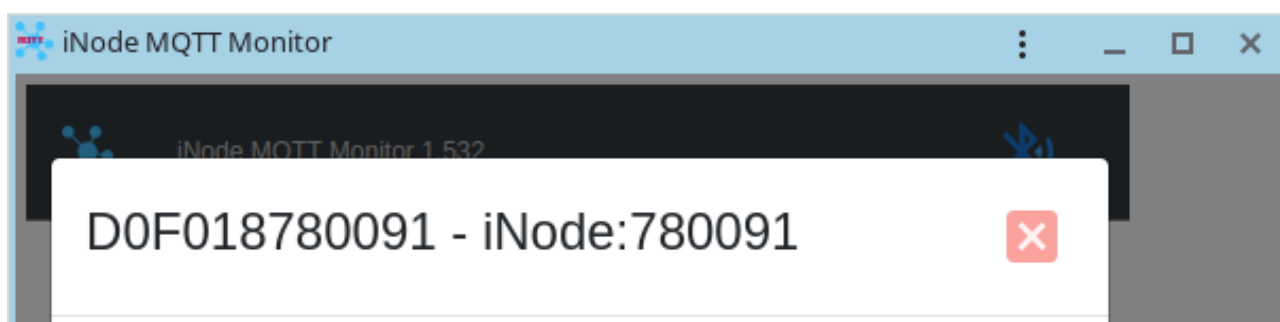 iNode MQTT Monitor
iNode MQTT Monitor 1.532
D0F018780091 - iNode:780091